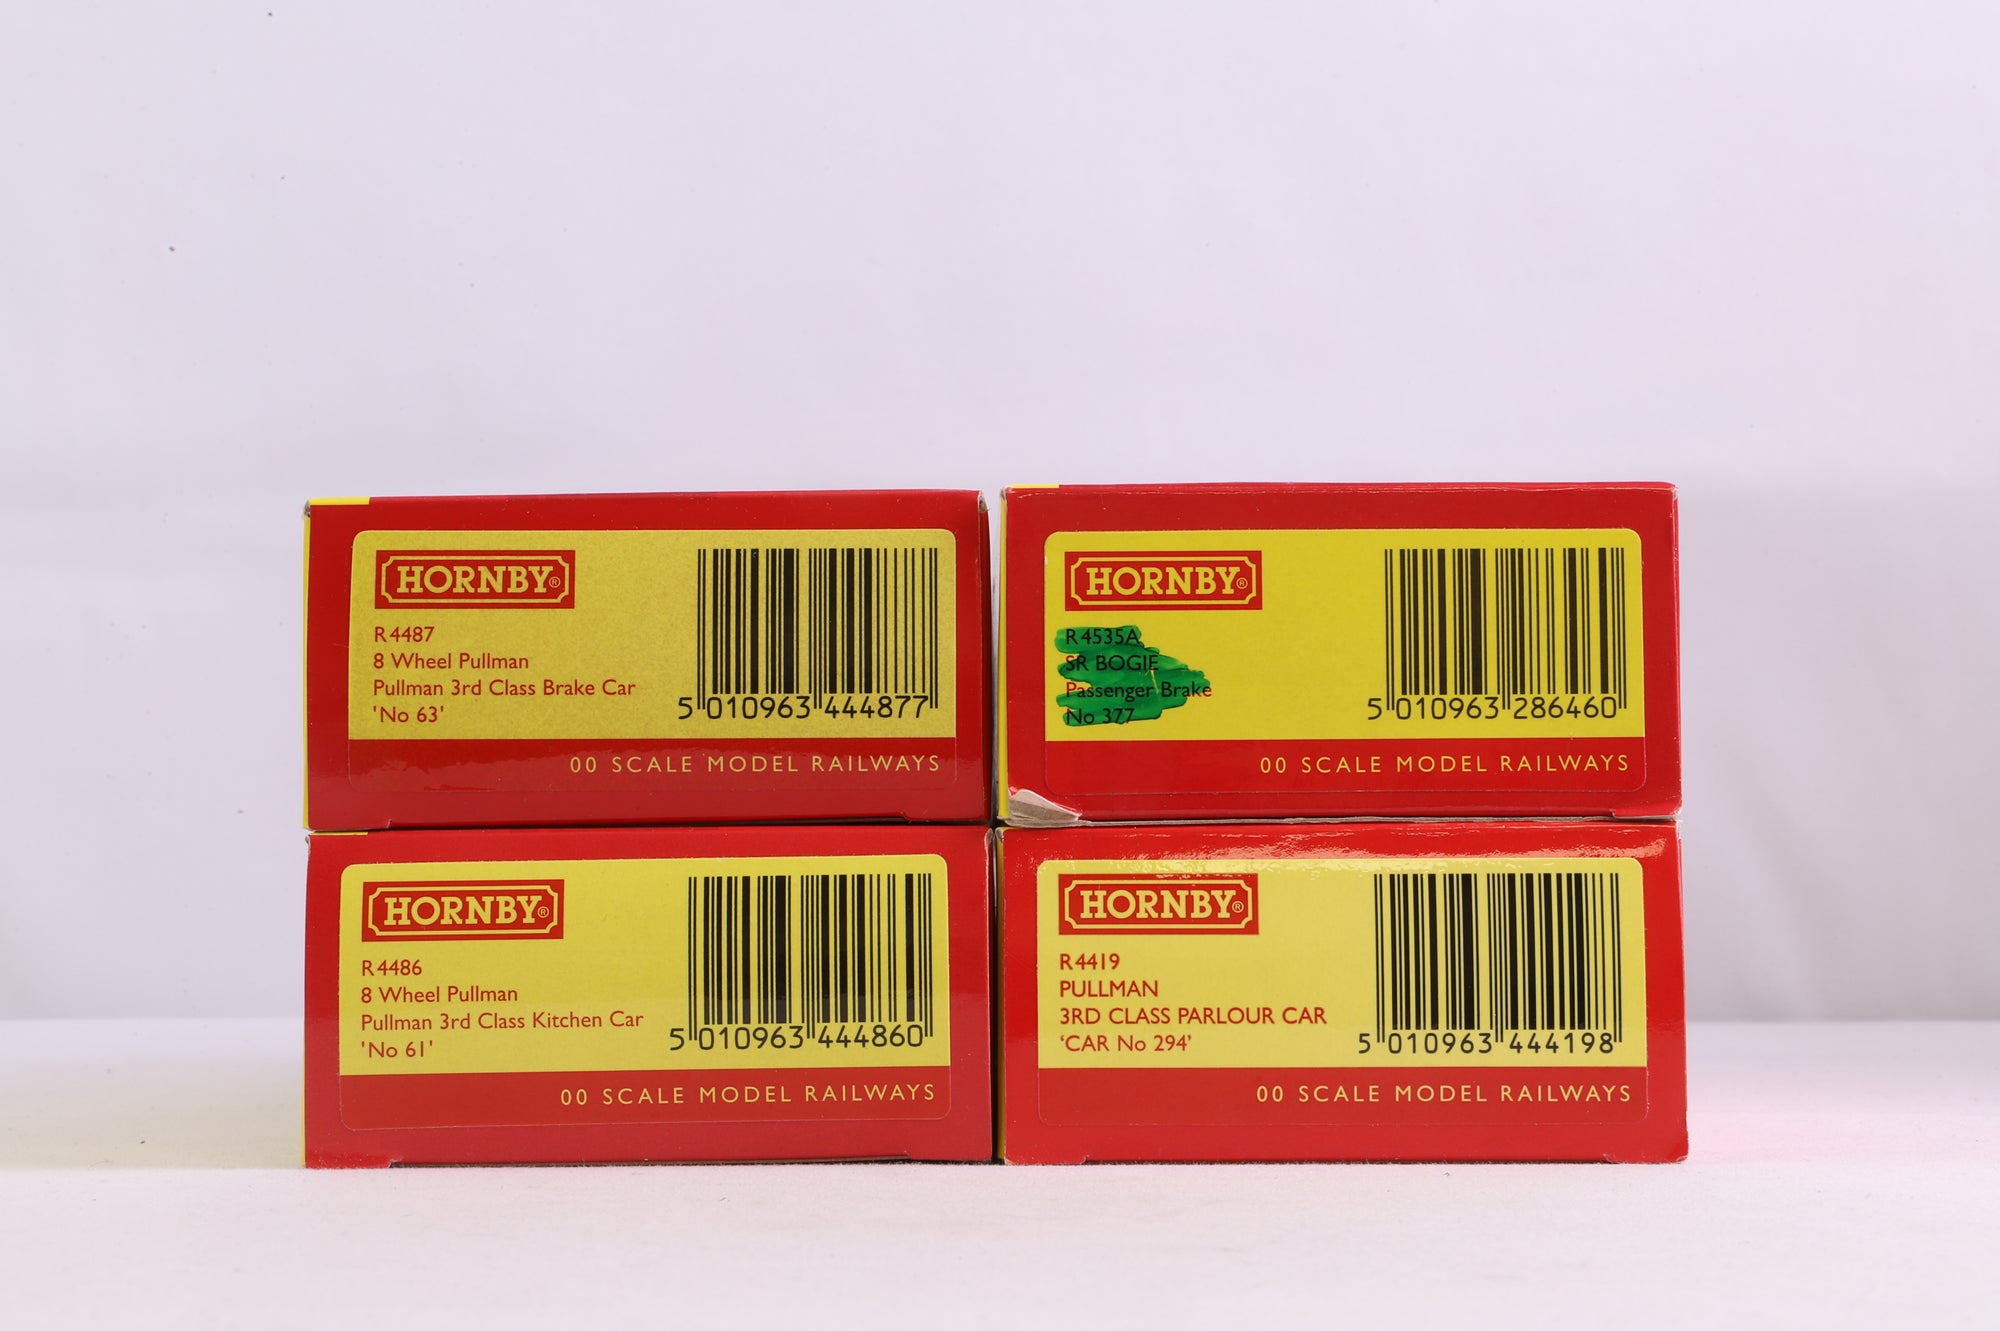 HORNBY®
R4487
8 Wheel Pullman
Pullman 3rd Class Brake Car
'No 63'
5 010963 444877
00 SCALE MODEL RAILWAYS
HORNBY®
R4535A
SR BOGIE
Passenger Brake
No 377
5 010963 286460
00 SCALE MODEL RAILWAYS
HORNBY®
R4486
8 Wheel Pullman
Pullman 3rd Class Kitchen Car
'No 61'
5 010963 444860
00 SCALE MODEL RAILWAYS
HORNBY®
R4419
PULLMAN
3RD CLASS PARLOUR CAR
‘CAR No 294’
5 010963 444198
00 SCALE MODEL RAILWAYS